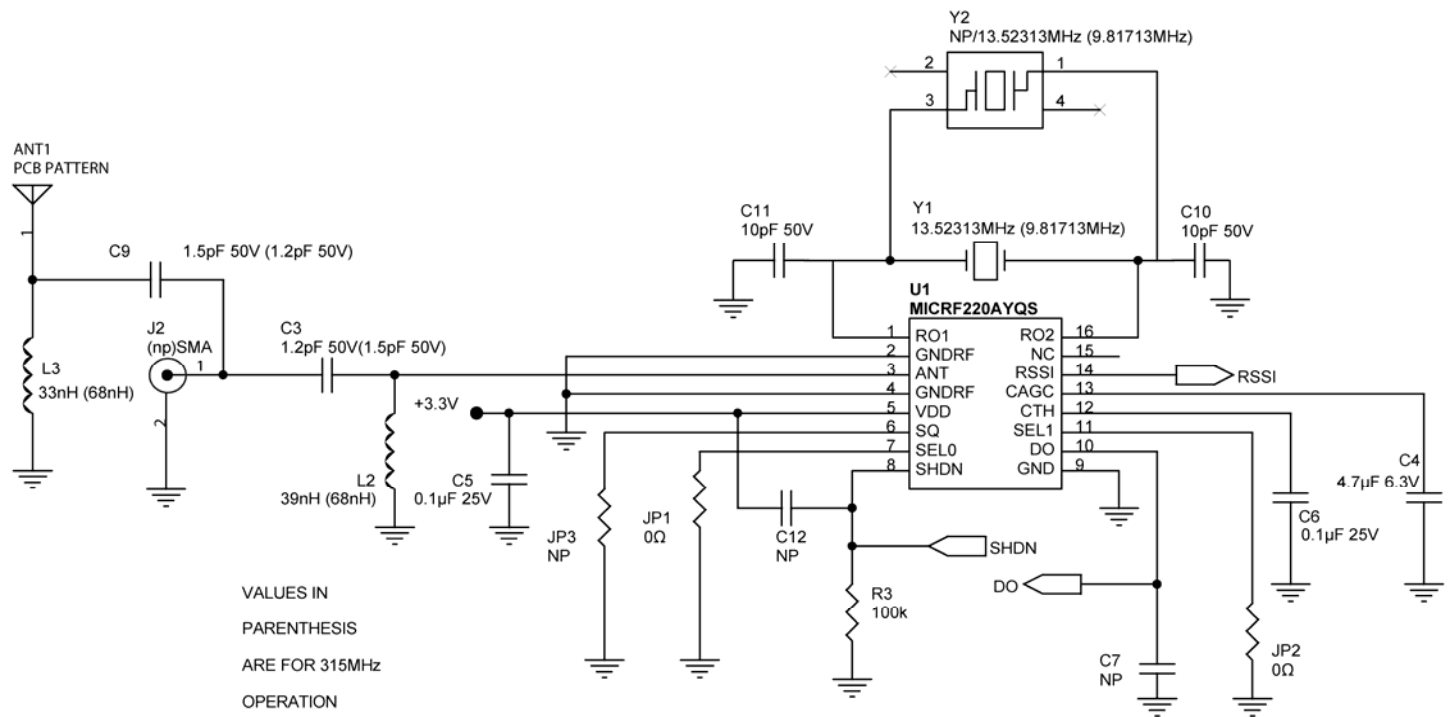 Y2
NP/13.52313MHz (9.81713MHz)
2
1
3
4
ANT1
PCB PATTERN
1
C9
1.5pF 50V (1.2pF 50V)
C11
10pF 50V
Y1
13.52313MHz (9.81713MHz)
C10
10pF 50V
U1
MICRF220AYQS
J2
(np)SMA
1
2
C3
1.2pF 50V(1.5pF 50V)
L3
33nH (68nH)
1 RO1 RO2 16
2 GNDRF NC 15
3 ANT RSSI 14
4 GNDRF CAGC 13
5 VDD CTH 12
6 SQ SEL1 11
7 SEL0 DO 10
8 SHDN GND 9
RSSI
+3.3V
L2
39nH (68nH)
C5
0.1µF 25V
C4
4.7µF 6.3V
C6
0.1µF 25V
JP3
NP
JP1
0Ω
C12
NP
SHDN
DO
R3
100k
C7
NP
JP2
0Ω
VALUES IN
PARENTHESIS
ARE FOR 315MHz
OPERATION